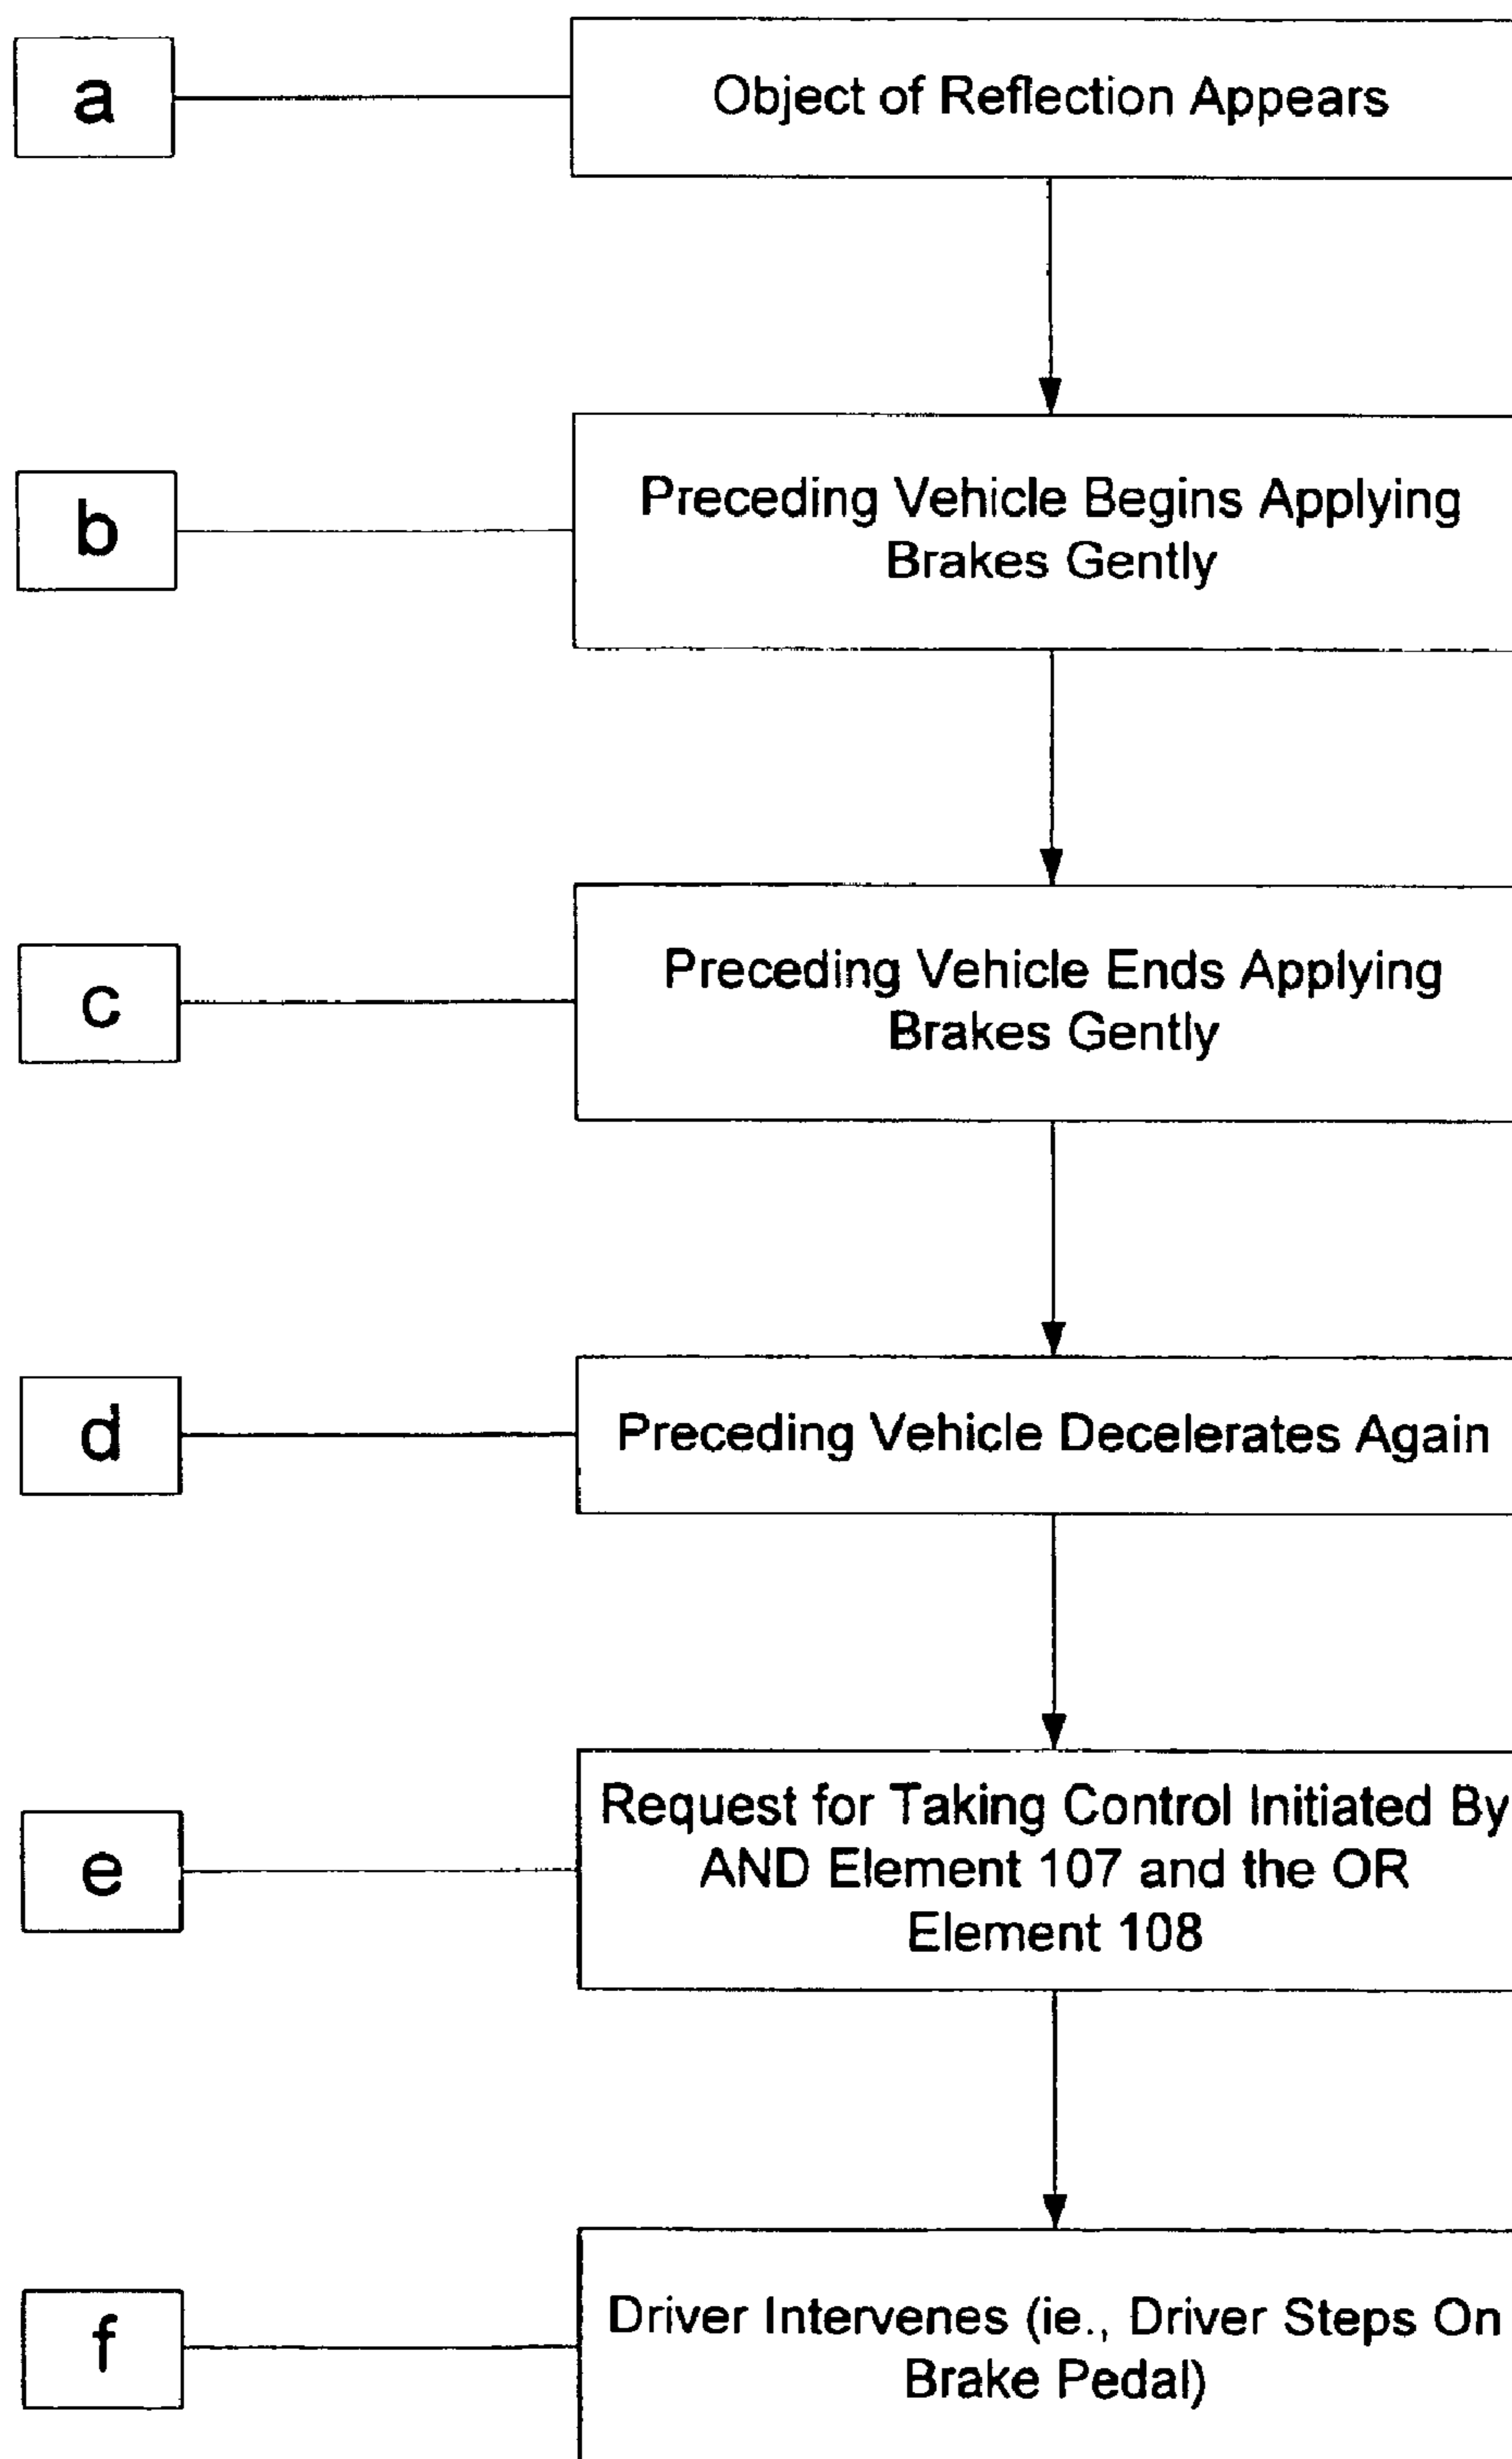 a
Object of Reflection Appears
b
Preceding Vehicle Begins Applying
Brakes Gently
c
Preceding Vehicle Ends Applying
Brakes Gently
d
Preceding Vehicle Decelerates Again
e
Request for Taking Control Initiated By
AND Element 107 and the OR
Element 108
f
Driver Intervenes (ie., Driver Steps On
Brake Pedal)